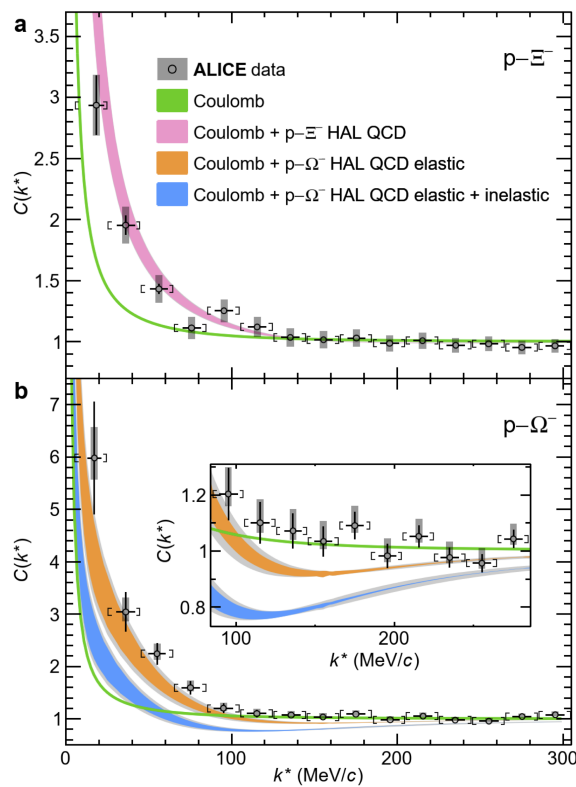 a
p–Ξ⁻
3.5
3
2.5
2
1.5
1
C(k*)
ALICE data
Coulomb
Coulomb + p–Ξ⁻ HAL QCD
Coulomb + p–Ω⁻ HAL QCD elastic
Coulomb + p–Ω⁻ HAL QCD elastic + inelastic
b
p–Ω⁻
7
6
5
4
3
2
1
C(k*)
1.2
1
0.8
C(k*)
100 200
k* (MeV/c)
0 100 200 300
k* (MeV/c)